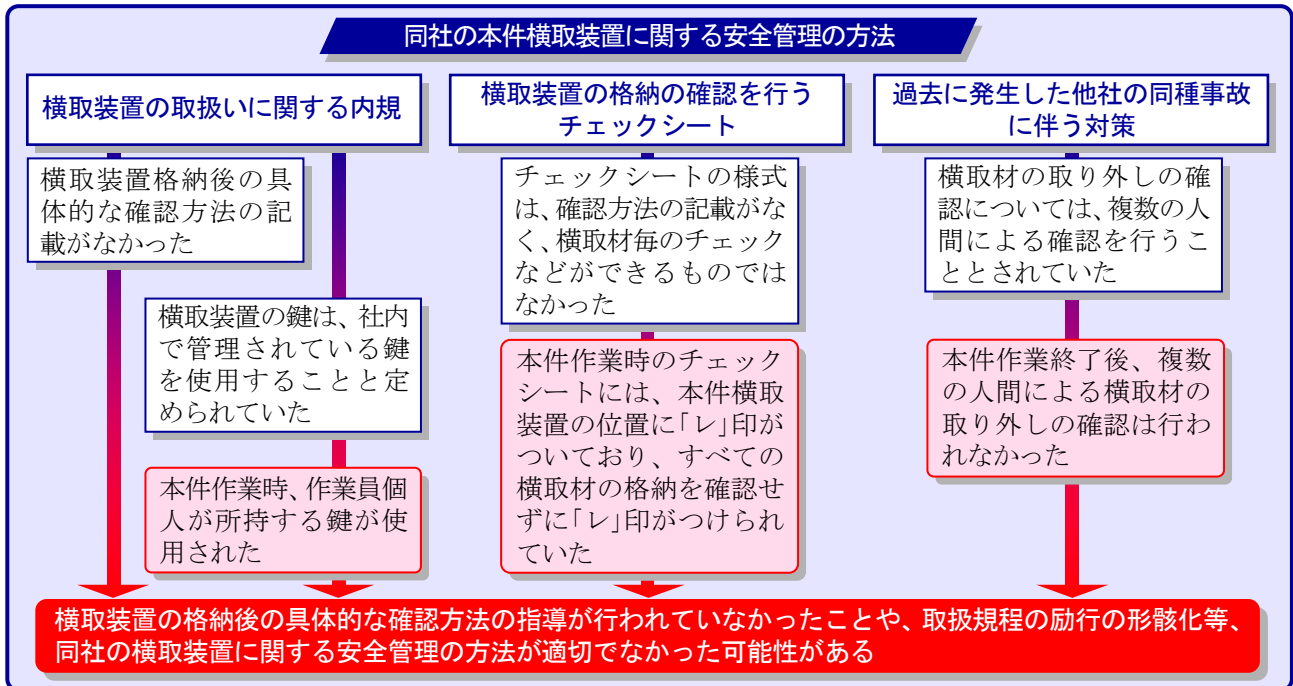 同社の本件横取装置に関する安全管理の方法
横取装置の取扱いに関する内規
横取装置格納後の具
体的な確認方法の記
載がなかった
横取装置の鍵は、社内
で管理されている鍵
を使用することと定
められていた
本件作業時、作業員個
人が所持する鍵が使
用された
横取装置の格納の確認を行う
チェックシート
チェックシートの様式
は、確認方法の記載がな
く、横取材毎のチェック
などができるものではな
かった
本件作業時のチェック
シートには、本件横取
装置の位置に「レ」印が
ついており、すべての
横取材の格納を確認せ
ずに「レ」印がつけられ
ていた
過去に発生した他社の同種事故
に伴う対策
横取材の取り外しの確
認については、複数の人
間による確認を行うこ
ととされていた
本件作業終了後、複数
の人間による横取材の
取り外しの確認は行わ
れなかった
横取装置の格納後の具体的な確認方法の指導が行われていなかったことや、取扱規程の励行の形骸化等、
同社の横取装置に関する安全管理の方法が適切でなかった可能性がある